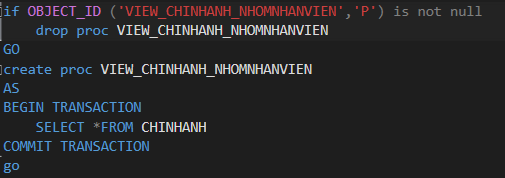 if OBJECT_ID ('VIEW_CHINHANH_NHOMNHANVIEN','P') is not null
drop proc VIEW_CHINHANH_NHOMNHANVIEN
GO
create proc VIEW_CHINHANH_NHOMNHANVIEN
AS
BEGIN TRANSACTION
SELECT *FROM CHINHANH
COMMIT TRANSACTION
go